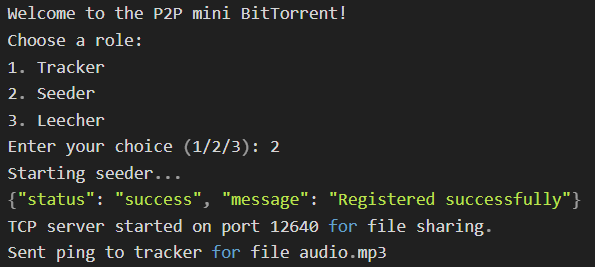 Welcome to the P2P mini BitTorrent!
Choose a role:
1. Tracker
2. Seeder
3. Leecher
Enter your choice (1/2/3): 2
Starting seeder...
{"status": "success", "message": "Registered successfully"}
TCP server started on port 12640 for file sharing.
Sent ping to tracker for file audio.mp3